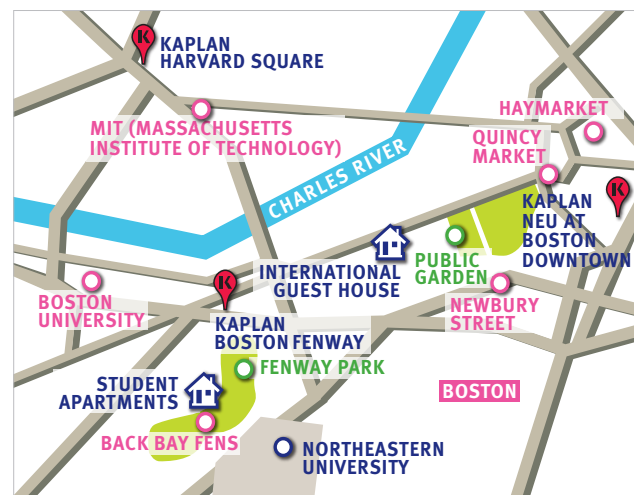 K
KAPLAN
HARVARD SQUARE
MIT (MASSACHUSETTS
INSTITUTE OF TECHNOLOGY)
HAYMARKET
QUINCY
MARKET
CHARLES RIVER
K
KAPLAN
NEU AT
BOSTON
DOWNTOWN
INTERNATIONAL
GUEST HOUSE
PUBLIC
GARDEN
BOSTON
UNIVERSITY
K
KAPLAN
BOSTON FENWAY
NEWBURY
STREET
FENWAY PARK
STUDENT
APARTMENTS
BOSTON
BACK BAY FENS
NORTHEASTERN
UNIVERSITY